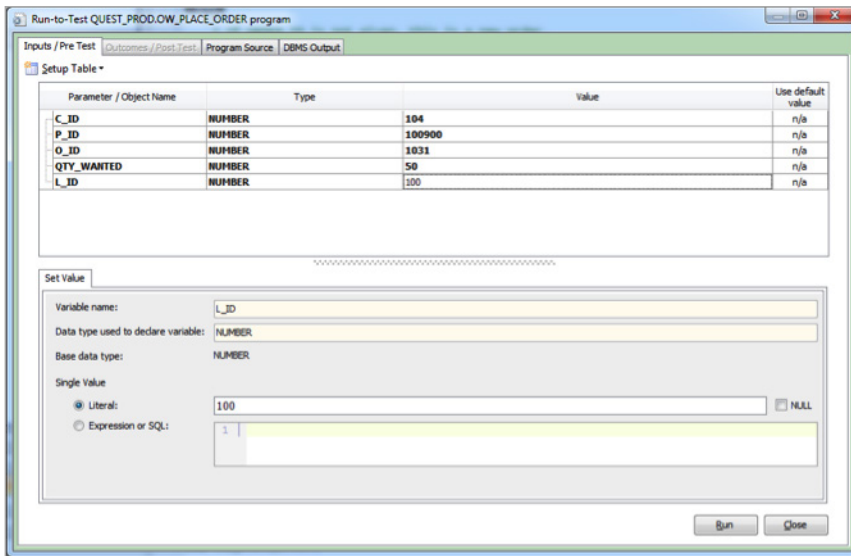 Run-to-Test QUEST_PROD.OW_PLACE_ORDER program
Inputs / Pre Test Outcomes / Post Test Program Source DBMS Output
Setup Table
Parameter / Object Name Type Value Use default value
C_ID NUMBER 104 n/a
P_ID NUMBER 100900 n/a
O_ID NUMBER 1031 n/a
QTY_WANTED NUMBER 50 n/a
L_ID NUMBER 100 n/a
Set Value
Variable name: L_ID
Data type used to declare variable: NUMBER
Base data type: NUMBER
Single Value
Literal: 100 NULL
Expression or SQL: 1
Run Close